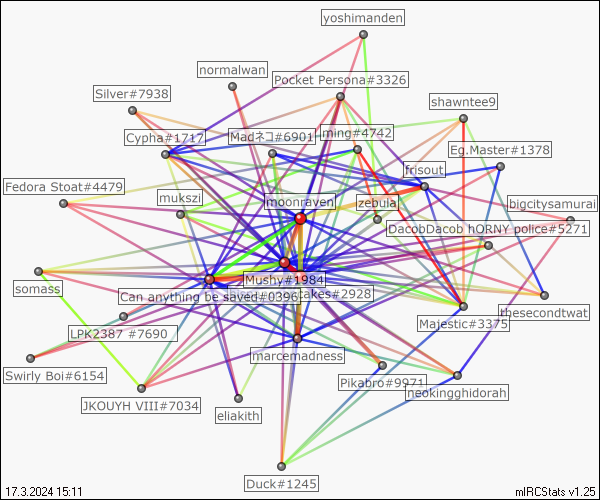 yoshimanden
normalwan
Pocket Persona#3326
Silver#7938
shawntee9
Cypha#1717
Madネコ#6901
ming#4742
Eg.Master#1378
frisout
Fedora Stoat#4479
mukszi
moonraven
zebula
bigcitysamurai
DacobDacob hORNY police#5271
Mushy#1984
somass
Can anything be saved#0396
takes#2928
thesecondtwat
Majestic#3375
LPK2387 #7690
marcemadness
Swirly Boi#6154
Pikabro#9971
neokingghidorah
JKOUYH VIII#7034
eliakith
Duck#1245
17.3.2024 15:11
mIRCStats v1.25